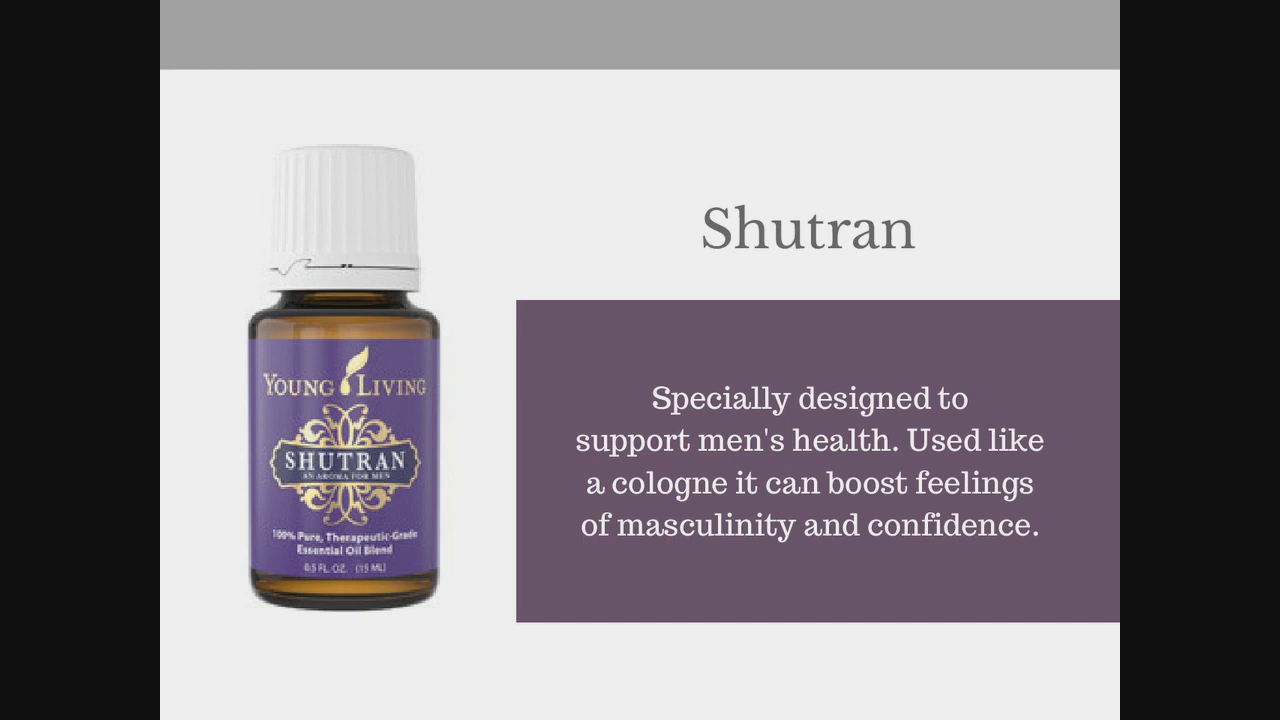 Shutran
Specially designed to
support men's health. Used like
a cologne it can boost feelings
of masculinity and confidence.
YOUNG LIVING
SHUTRAN
AN AROMA FOR MEN
100% Pure, Therapeutic-Grade
Essential Oil Blend
0.5 FL. OZ. (15 ML)